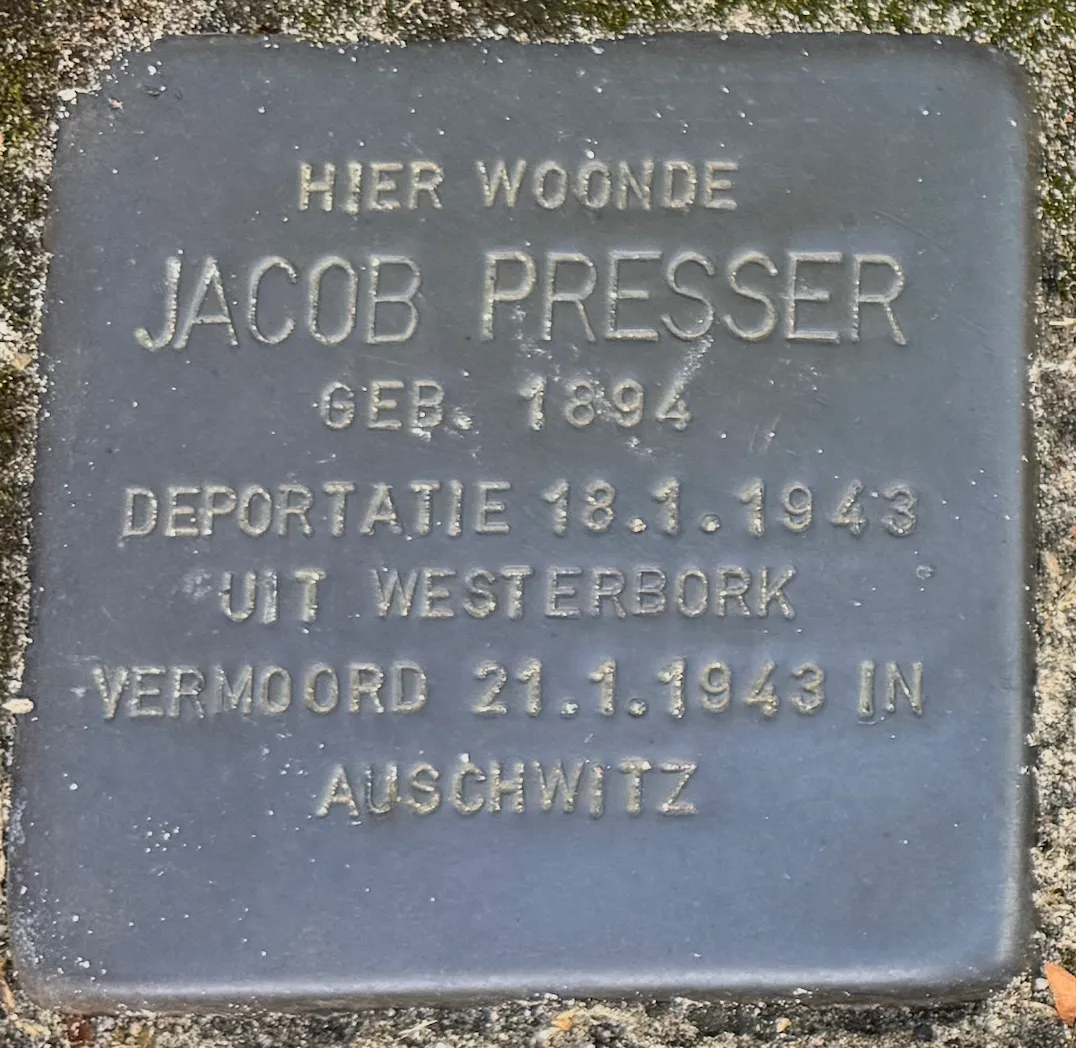 HIER WOONDE
JACOB PRESSER
GEB. 1894
DEPORTATIE 18.1.1943
UIT WESTERBORK
VERMOORD 21.1.1943 IN
AUSCHWITZ